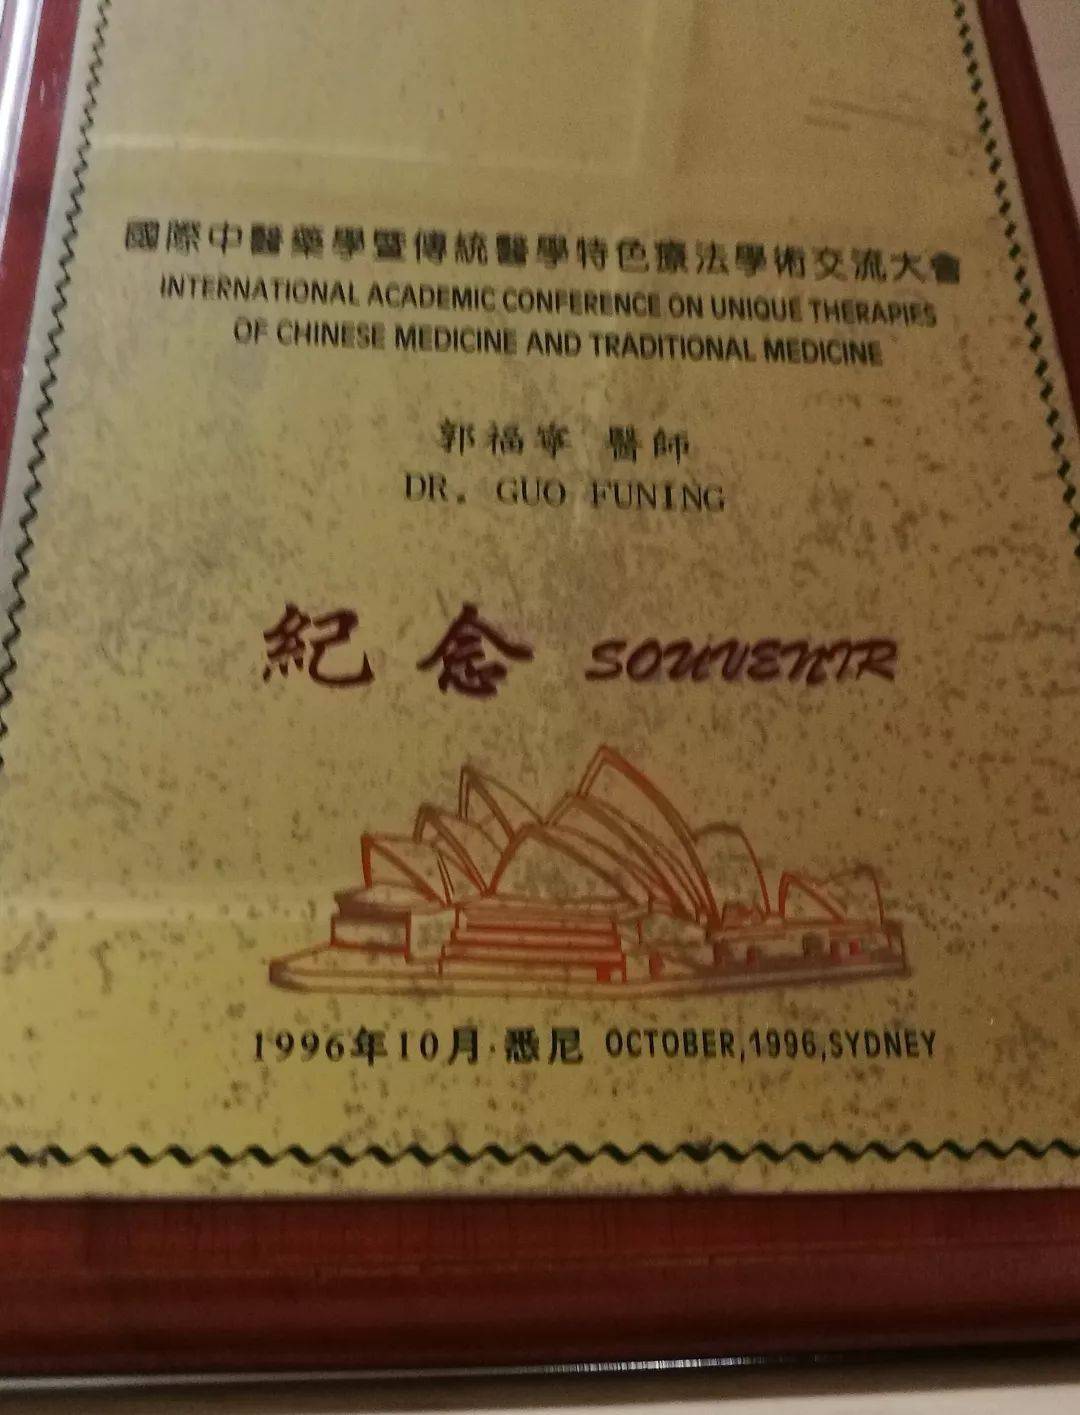 國際中醫藥學暨傳統醫學特色療法學術交流大會
INTERNATIONAL ACADEMIC CONFERENCE ON UNIQUE THERAPIES
OF CHINESE MEDICINE AND TRADITIONAL MEDICINE
郭福寧 醫師
DR. GUO FUNING
紀念 SOUVENIR
1996年10月·悉尼 OCTOBER,1996,SYDNEY